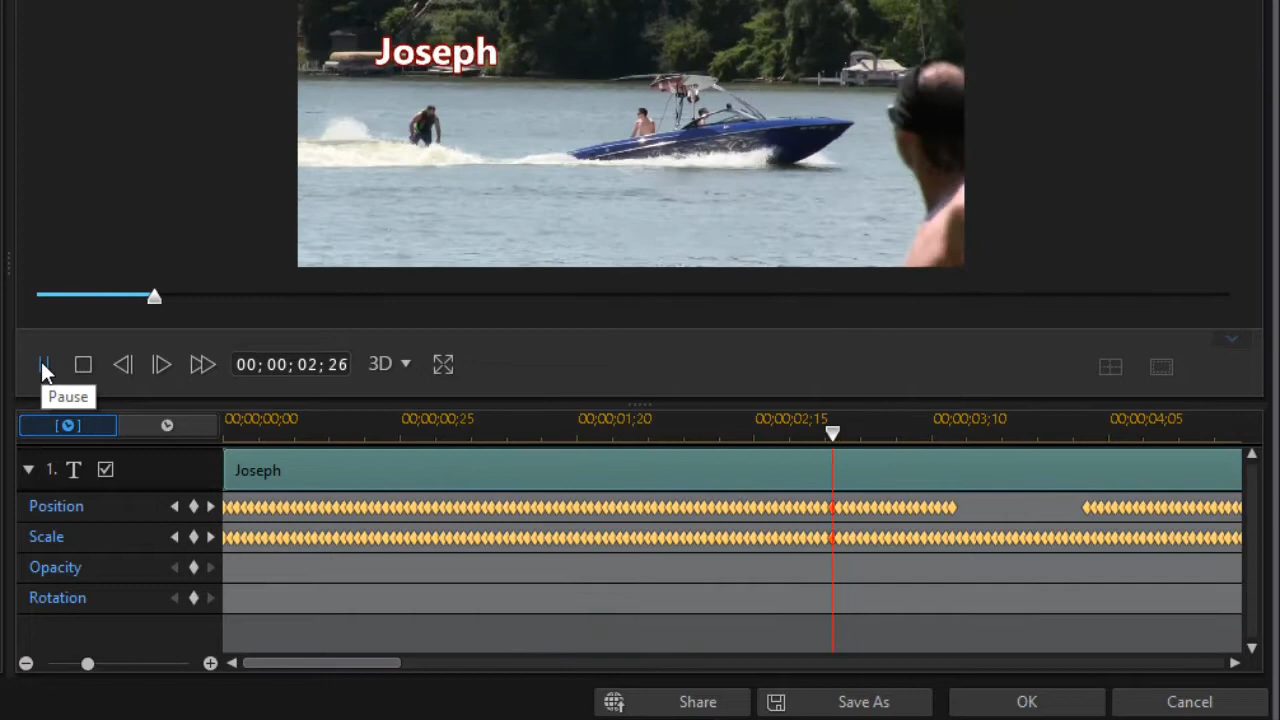 Joseph
00; 00; 02; 26
3D
Pause
00;00;00;00
00;00;00;25
00;00;01;20
00;00;02;15
00;00;03;10
00;00;04;05
1. T Joseph
Position
Scale
Opacity
Rotation
Share
Save As
OK
Cancel